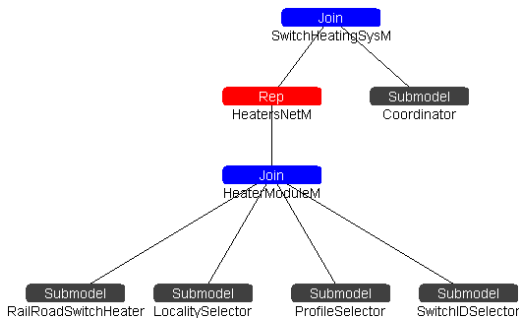 Join
SwitchHeatingSysM
Rep
HeatersNetM
Submodel
Coordinator
Join
HeaterModuleM
Submodel
RailRoadSwitchHeater
Submodel
LocalitySelector
Submodel
ProfileSelector
Submodel
SwitchIDSelector